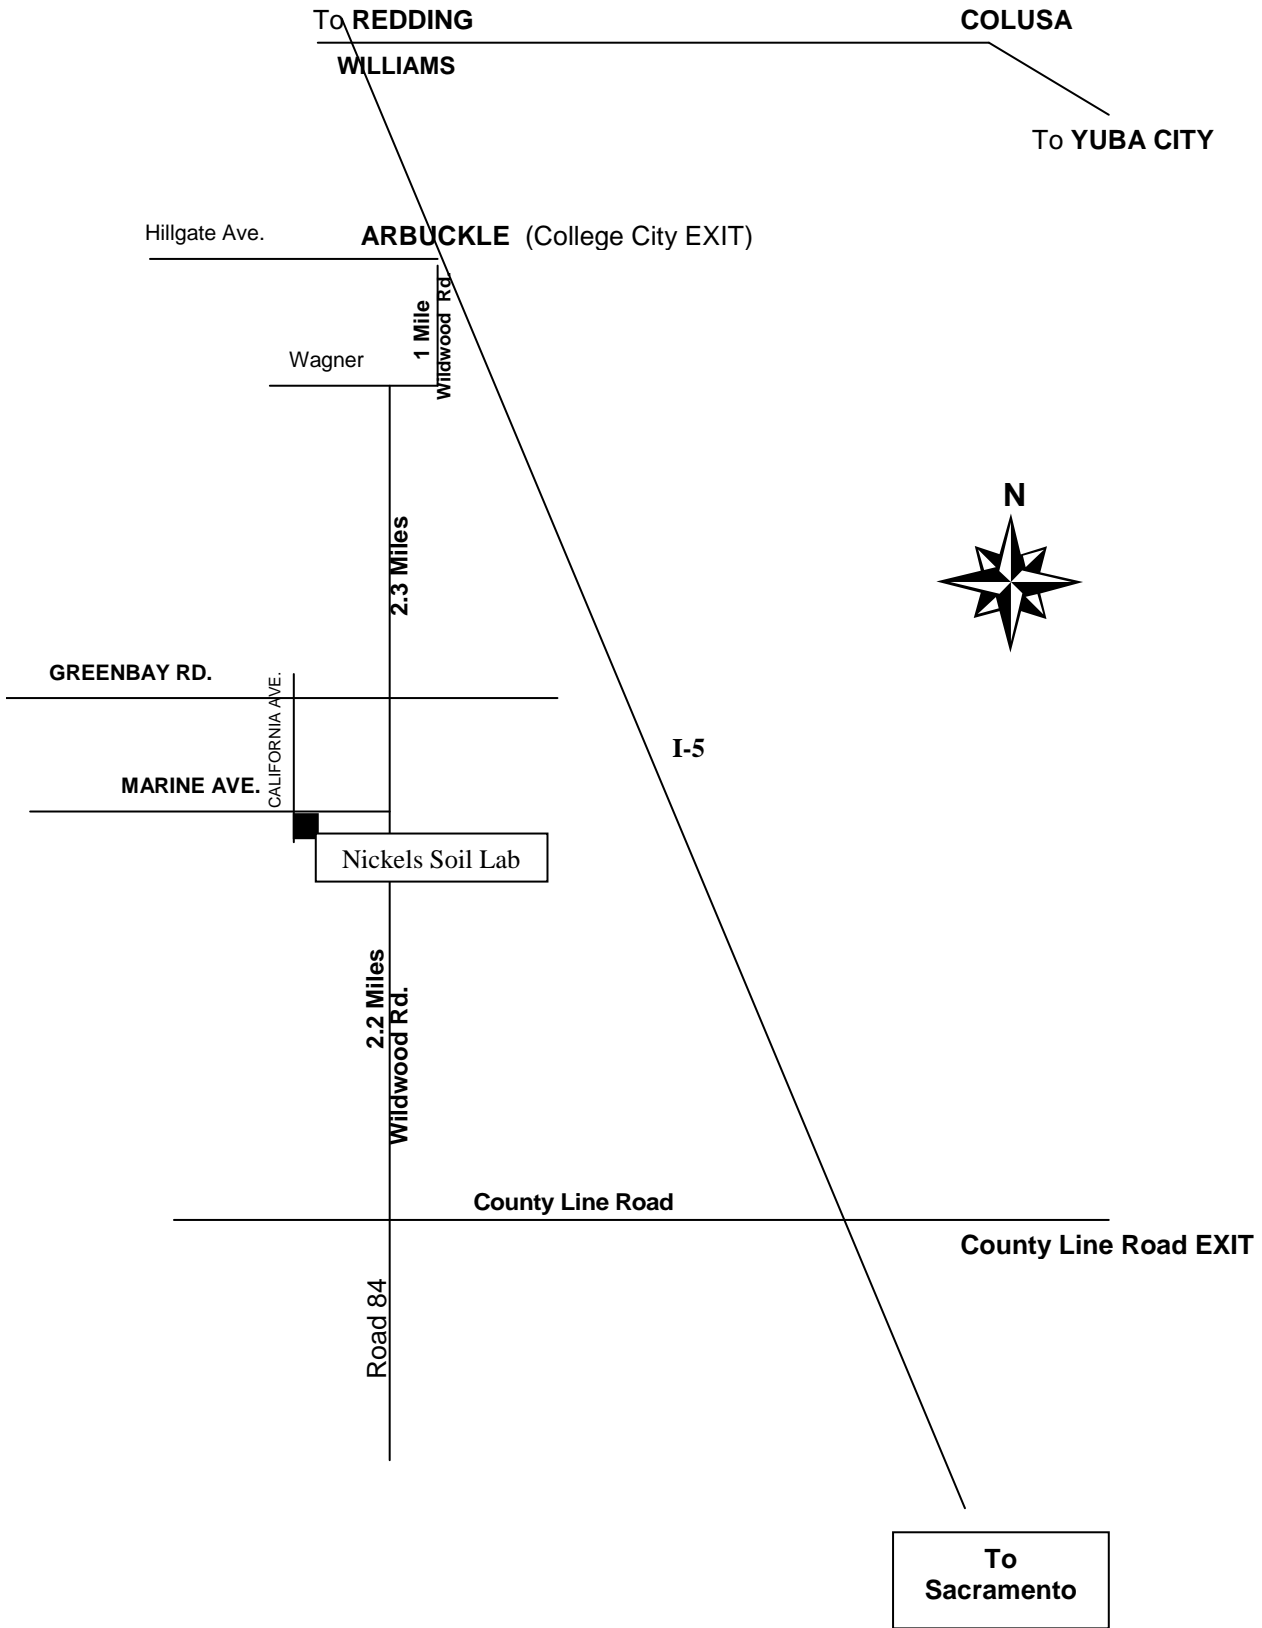 To REDDING
COLUSA
WILLIAMS
To YUBA CITY
Hillgate Ave.
ARBUCKLE (College City EXIT)
1 Mile
Wildwood Rd.
Wagner
N
2.3 Miles
GREENBAY RD.
CALIFORNIA AVE.
I-5
MARINE AVE.
Nickels Soil Lab
2.2 Miles
Wildwood Rd.
County Line Road
County Line Road EXIT
Road 84
To
Sacramento